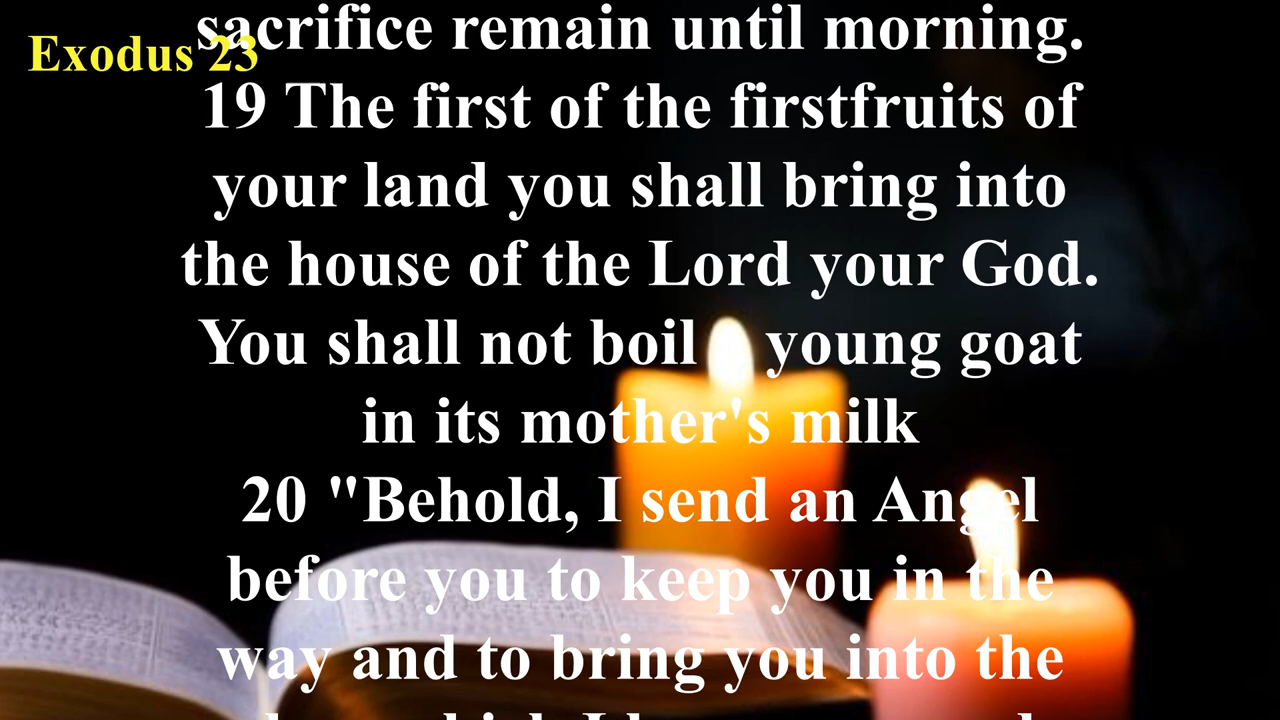 Exodus 23
sacrifice remain until morning.
19 The first of the firstfruits of
your land you shall bring into
the house of the Lord your God.
You shall not boil young goat
in its mother's milk
20 "Behold, I send an Angel
before you to keep you in the
way and to bring you into the